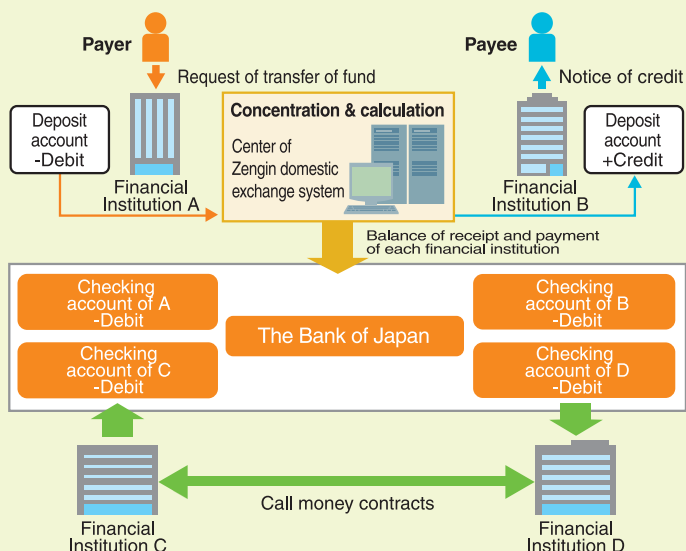 Payer
Payee
Request of transfer of fund
Notice of credit
Deposit
account
-Debit
Financial
Institution A
Concentration & calculation
Center of
Zengin domestic
exchange system
Financial
Institution B
Deposit
account
+Credit
Balance of receipt and payment
of each financial institution
Checking
account of A
-Debit
Checking
account of C
-Debit
The Bank of Japan
Checking
account of B
-Debit
Checking
account of D
-Debit
Call money contracts
Financial
Institution C
Financial
Institution D